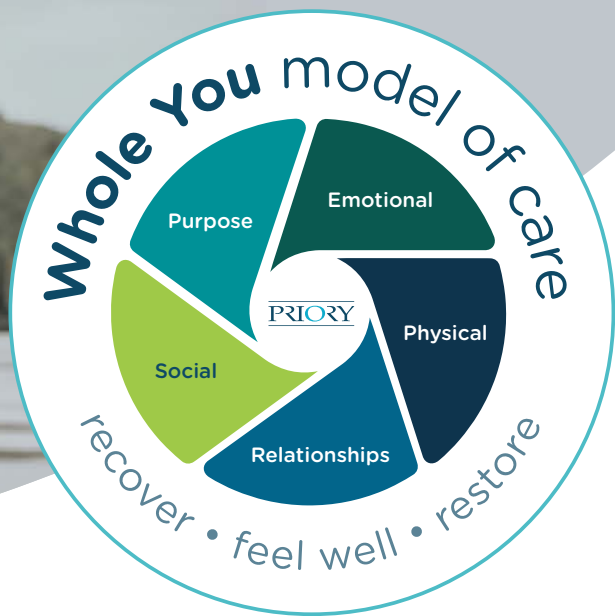 Whole You model of care
Purpose
Emotional
PRIORY
Physical
Social
Relationships
recover • feel well • restore